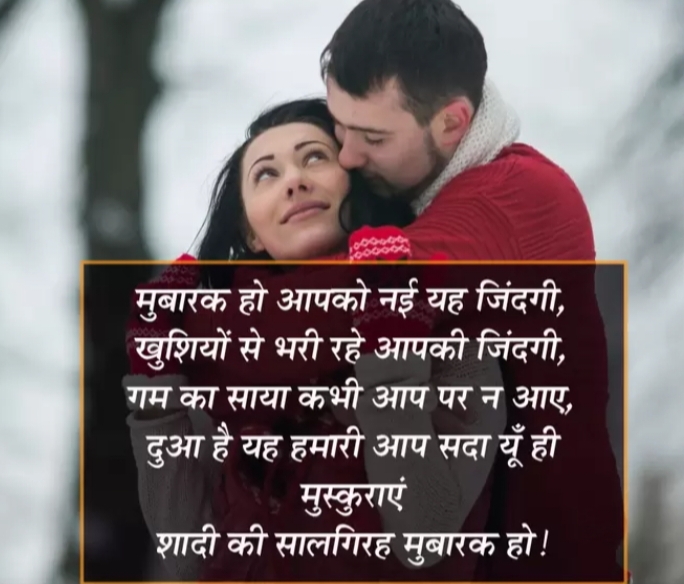 मुबारक हो आपको नई यह जिंदगी,
खुशियों से भरी रहे आपकी जिंदगी,
गम का साया कभी आप पर न आए,
दुआ है यह हमारी आप सदा यूँ ही
मुस्कुराएं
शादी की सालगिरह मुबारक हो!